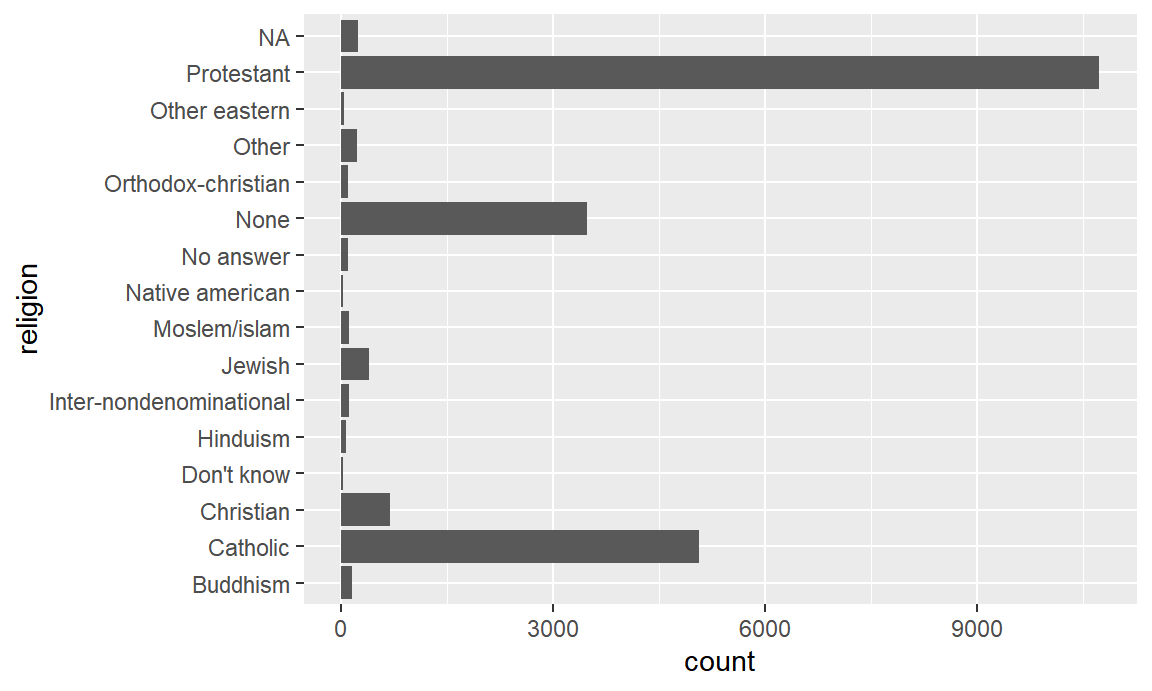 NA
Protestant
Other eastern
Other
Orthodox-christian
None
No answer
Native american
Moslem/islam
Jewish
Inter-nondenominational
Hinduism
Don't know
Christian
Catholic
Buddhism
religion
0 3000 6000 9000
count